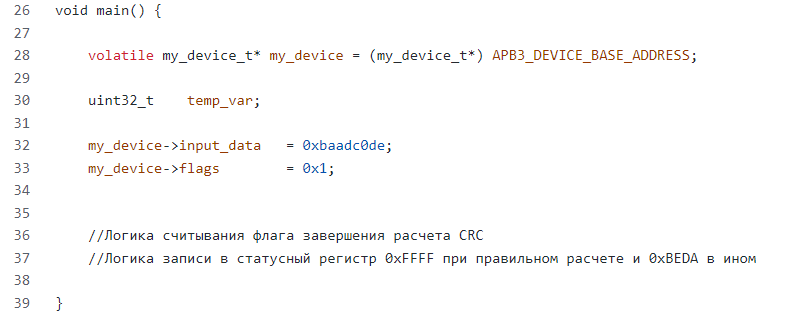 26 void main() {
27
28 volatile my_device_t* my_device = (my_device_t*) APB3_DEVICE_BASE_ADDRESS;
29
30 uint32_t temp_var;
31
32 my_device->input_data = 0xbaadc0de;
33 my_device->flags = 0x1;
34
35
36 //Логика считывания флага завершения расчета CRC
37 //Логика записи в статусный регистр 0xFFFF при правильном расчете и 0xBEDA в ином
38
39 }